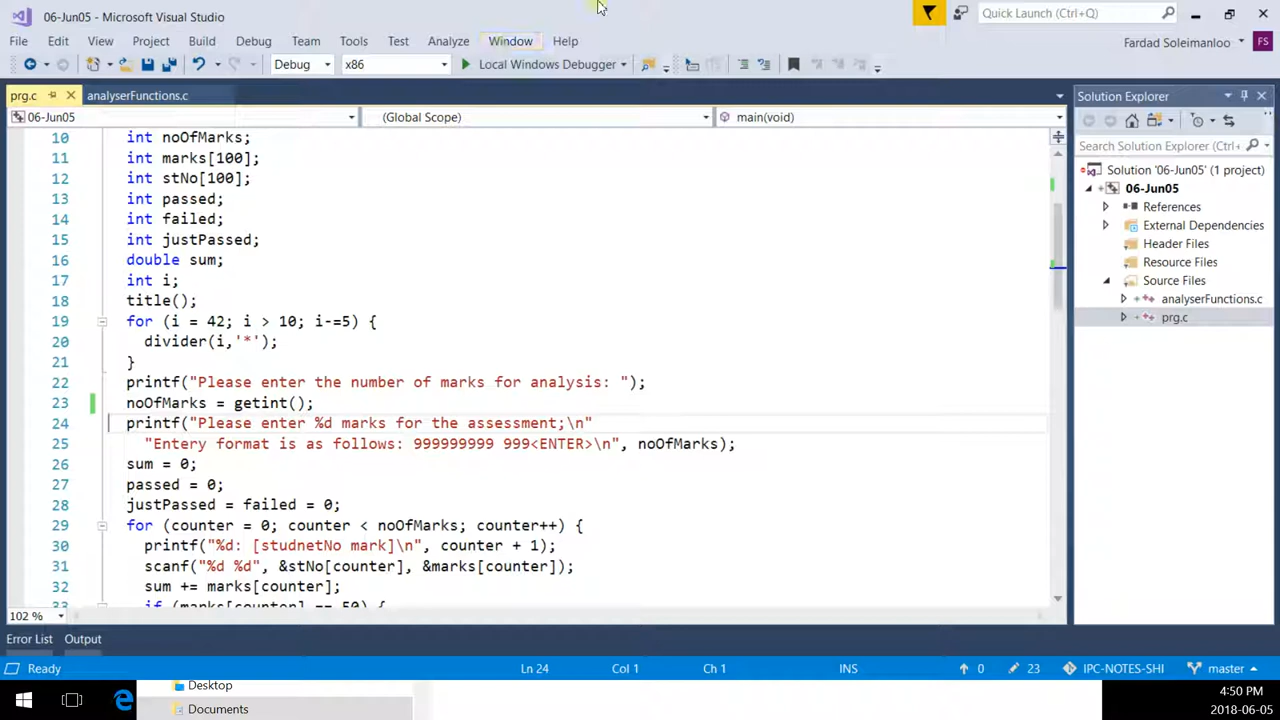 06-Jun05 - Microsoft Visual Studio
Quick Launch (Ctrl+Q)
File Edit View Project Build Debug Team Tools Test Analyze Window Help
Fardad Soleimanloo FS
Debug x86 Local Windows Debugger
prg.c analyserFunctions.c
06-Jun05 (Global Scope) main(void)
10 int noOfMarks;
11 int marks[100];
12 int stNo[100];
13 int passed;
14 int failed;
15 int justPassed;
16 double sum;
17 int i;
18 title();
19 for (i = 42; i > 10; i-=5) {
20 divider(i,'*');
21 }
22 printf("Please enter the number of marks for analysis: ");
23 noOfMarks = getint();
24 printf("Please enter %d marks for the assessment;\n"
25 "Entery format is as follows: 999999999 999<ENTER>\n", noOfMarks);
26 sum = 0;
27 passed = 0;
28 justPassed = failed = 0;
29 for (counter = 0; counter < noOfMarks; counter++) {
30 printf("%d: [studnetNo mark]\n", counter + 1);
31 scanf("%d %d", &stNo[counter], &marks[counter]);
32 sum += marks[counter];
33 if (marks[counter] == 50) {
102 %
Solution Explorer
Search Solution Explorer (Ctrl+
Solution '06-Jun05' (1 project)
06-Jun05
References
External Dependencies
Header Files
Resource Files
Source Files
analyserFunctions.c
prg.c
Error List Output
Ready Ln 24 Col 1 Ch 1 INS 0 23 IPC-NOTES-SHI master
Desktop
Documents
4:50 PM
2018-06-05